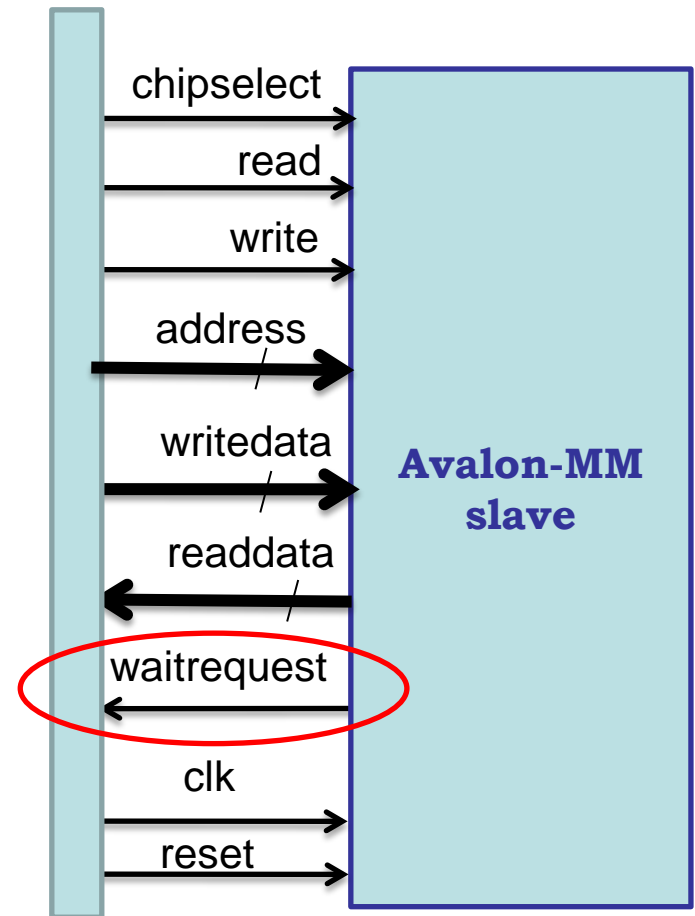 chipselect
read
write
address
writedata
Avalon-MM
slave
readdata
waitrequest
clk
reset